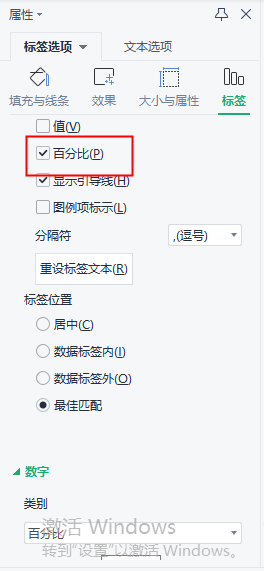 属性
标签选项 文本选项
填充与线条 效果 大小与属性 标签
值(V)
百分比(P)
显示引导线(H)
图例项标示(L)
分隔符 ,(逗号)
重设标签文本(R)
标签位置
居中(C)
数据标签内(I)
数据标签外(O)
最佳匹配
数字
激活 Windows
类别
百分比
转到"设置"以激活 Windows。